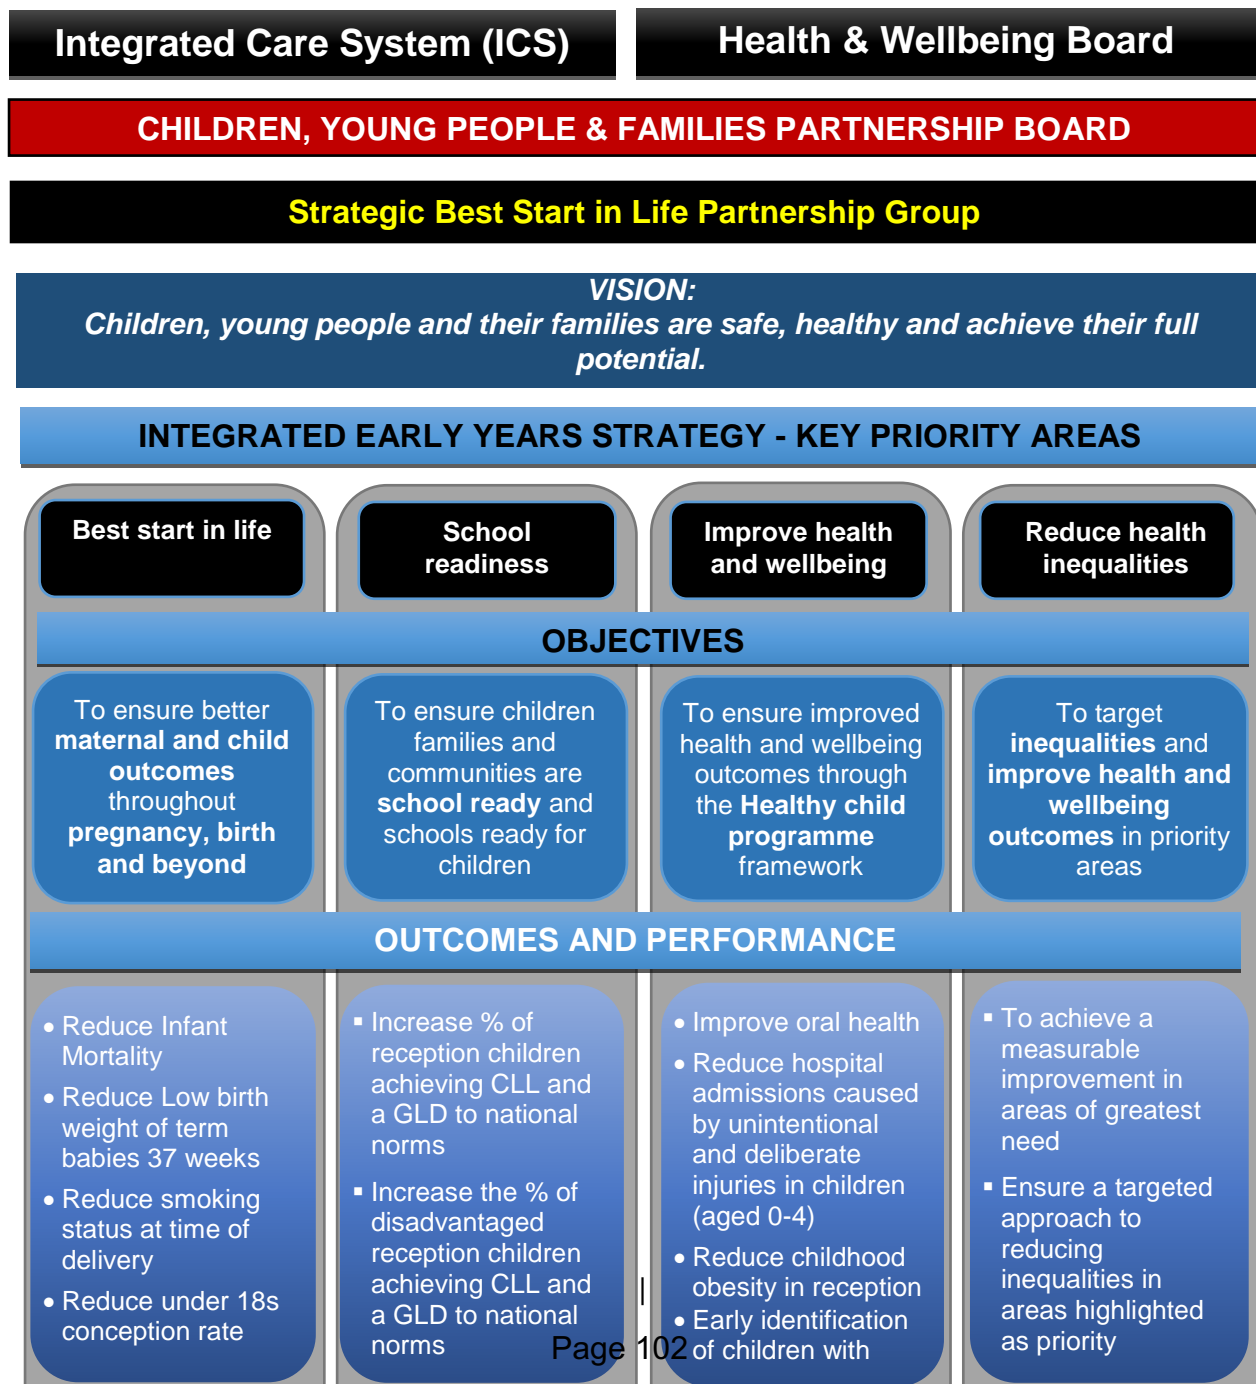 Integrated Care System (ICS)
Health & Wellbeing Board
CHILDREN, YOUNG PEOPLE & FAMILIES PARTNERSHIP BOARD
Strategic Best Start in Life Partnership Group
VISION:
Children, young people and their families are safe, healthy and achieve their full
potential.
INTEGRATED EARLY YEARS STRATEGY - KEY PRIORITY AREAS
Best start in life
School
readiness
Improve health
and wellbeing
Reduce health
inequalities
OBJECTIVES
To ensure better
maternal and child
outcomes
throughout
pregnancy, birth
and beyond
To ensure children
families and
communities are
school ready and
schools ready for
children
To ensure improved
health and wellbeing
outcomes through
the Healthy child
programme
framework
To target
inequalities and
improve health and
wellbeing
outcomes in priority
areas
OUTCOMES AND PERFORMANCE
• Reduce Infant
Mortality
• Reduce Low birth
weight of term
babies 37 weeks
• Reduce smoking
status at time of
delivery
• Reduce under 18s
conception rate
▪ Increase % of
reception children
achieving CLL and
a GLD to national
norms
▪ Increase the % of
disadvantaged
reception children
achieving CLL and
a GLD to national
norms
• Improve oral health
• Reduce hospital
admissions caused
by unintentional
and deliberate
injuries in children
(aged 0-4)
• Reduce childhood
obesity in reception
• Early identification
of children with
▪ To achieve a
measurable
improvement in
areas of greatest
need
▪ Ensure a targeted
approach to
reducing
inequalities in
areas highlighted
as priority
|
Page 102